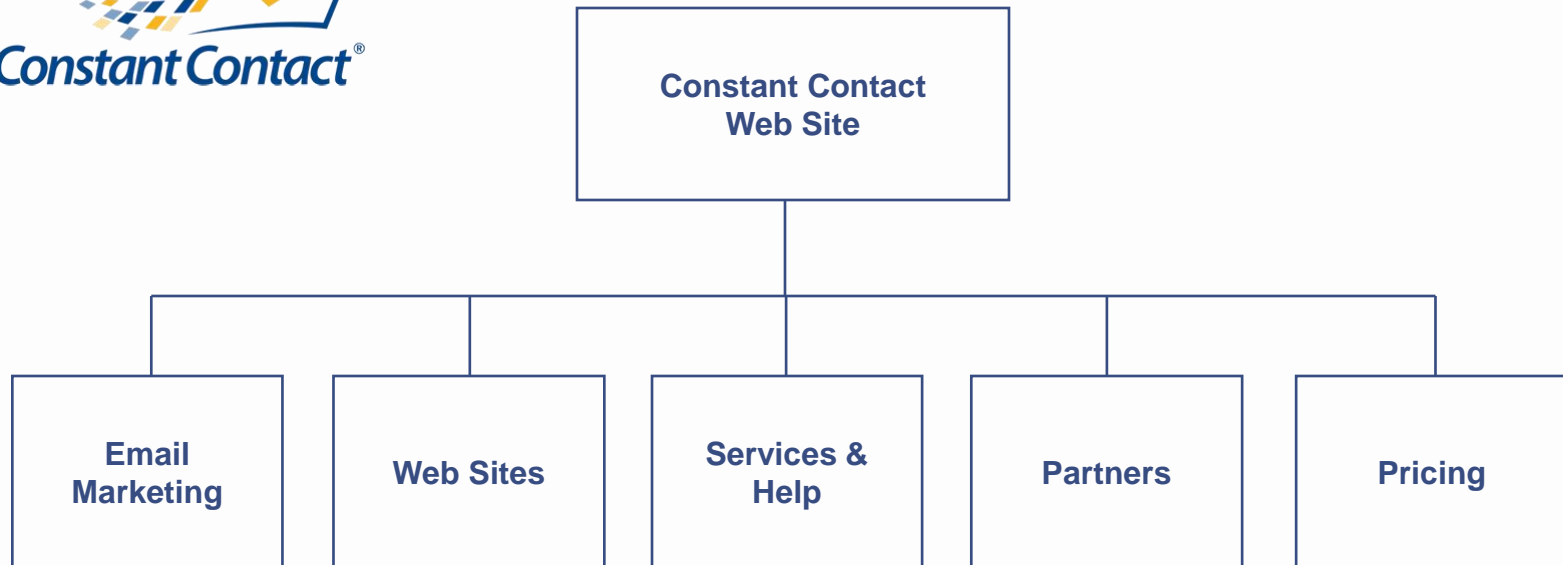 Constant Contact®
Constant Contact
Web Site
Email
Marketing
Web Sites
Services &
Help
Partners
Pricing